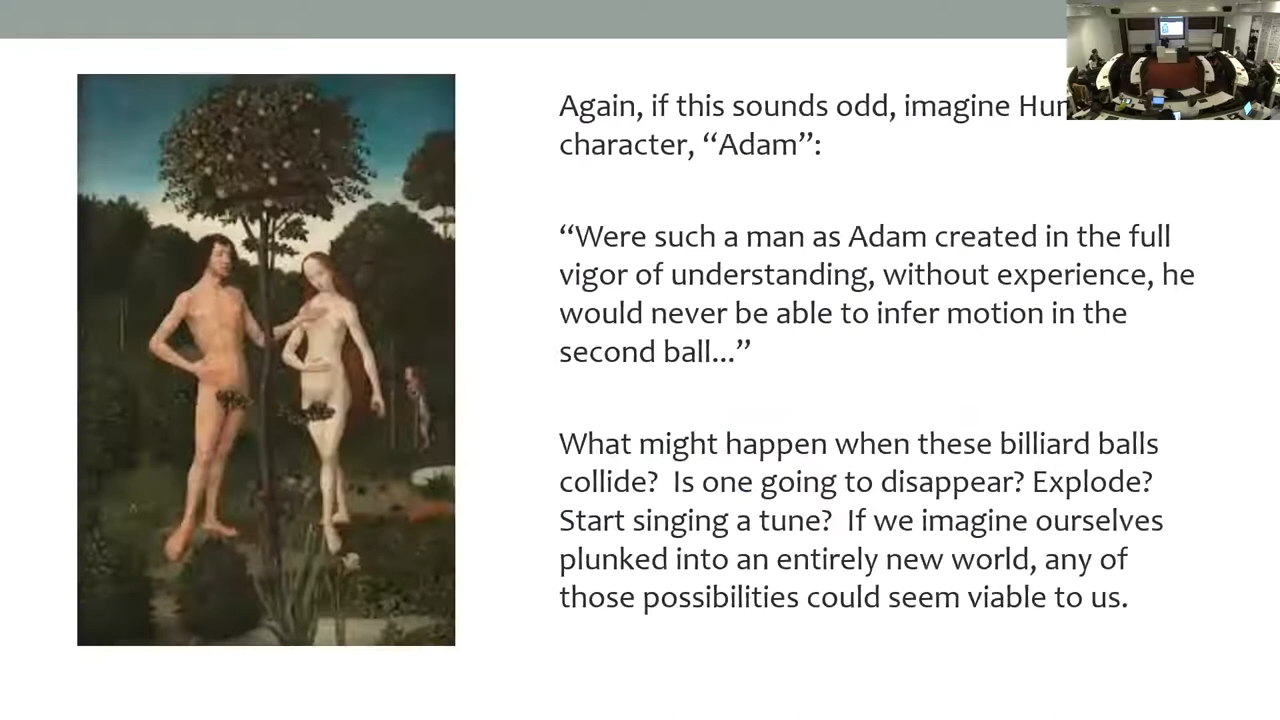 Again, if this sounds odd, imagine
character, “Adam”:
“Were such a man as Adam created in the full
vigor of understanding, without experience, he
would never be able to infer motion in the
second ball...”
What might happen when these billiard balls
collide?  Is one going to disappear? Explode?
Start singing a tune?  If we imagine ourselves
plunked into an entirely new world, any of
those possibilities could seem viable to us.